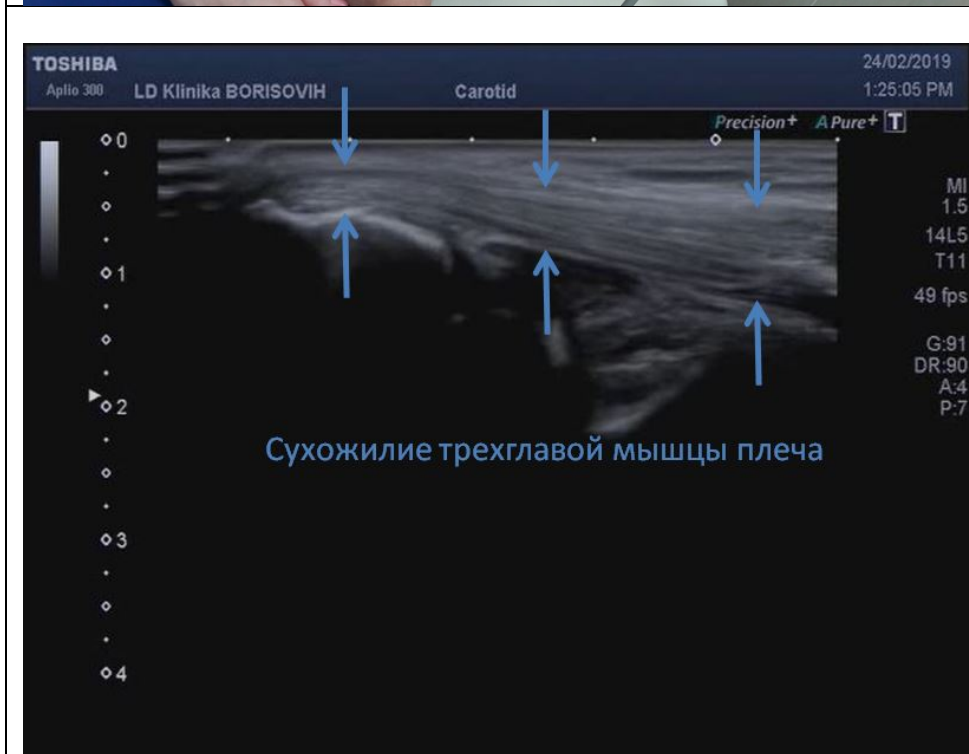 TOSHIBA 24/02/2019
Aplio 300 LD Klinika BORISOVIH Carotid 1:25:05 PM
Precision+ APure+ T
0
MI
1.5
14L5
T11
1
49 fps
G:91
DR:90
A:4
P:7
2
Сухожилие трехглавой мышцы плеча
3
4